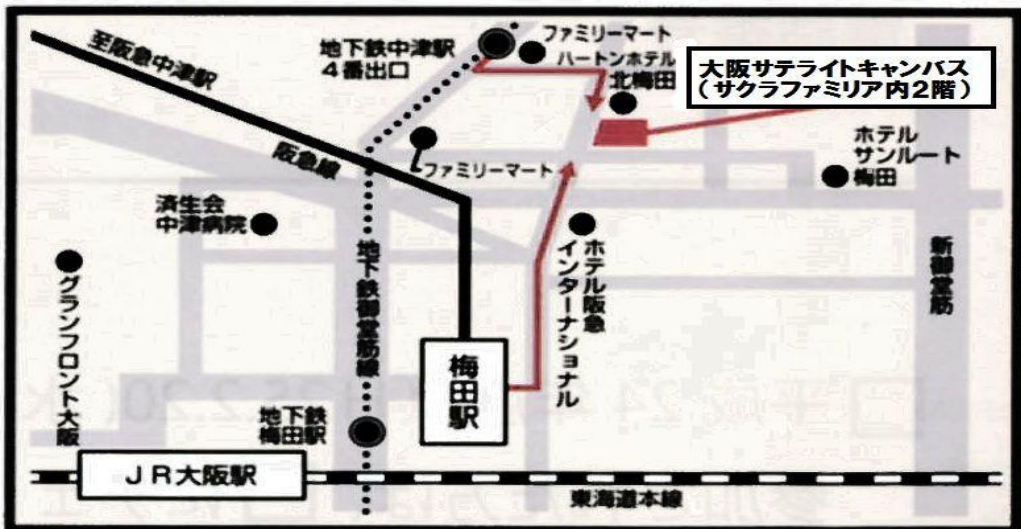 至阪急中津駅
地下鉄中津駅
4番出口
ファミリーマート
ハートンホテル
北梅田
大阪サテライトキャンバス
(サクラファミリア内2階)
阪急線
ファミリーマート
ホテル
サンルート
梅田
済生会
中津病院
グランフロント大阪
地下鉄御堂筋線
ホテル阪急
インターナショナル
新御堂筋
梅田駅
地下鉄
梅田駅
JR大阪駅
東海道本線